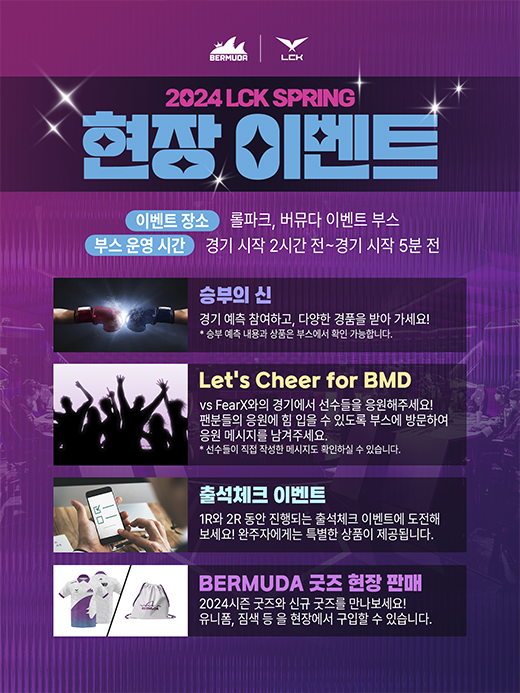 BERMUDA
LCK
2024 LCK SPRING
현장 이벤트
이벤트 장소 롤파크, 버뮤다 이벤트 부스
부스 운영 시간 경기 시작 2시간 전~경기 시작 5분 전
승부의 신
경기 예측 참여하고, 다양한 경품을 받아 가세요!
* 승부 예측 내용과 상품은 부스에서 확인 가능합니다.
Let's Cheer for BMD
vs FearX와의 경기에서 선수들을 응원해주세요!
팬분들의 응원에 힘 입을 수 있도록 부스에 방문하여
응원 메시지를 남겨주세요.
* 선수들이 직접 작성한 메시지도 확인하실 수 있습니다.
출석체크 이벤트
1R와 2R 동안 진행되는 출석체크 이벤트에 도전해
보세요! 완주자에게는 특별한 상품이 제공됩니다.
BERMUDA 굿즈 현장 판매
2024시즌 굿즈와 신규 굿즈를 만나보세요!
유니폼, 짐색 등 을 현장에서 구입할 수 있습니다.